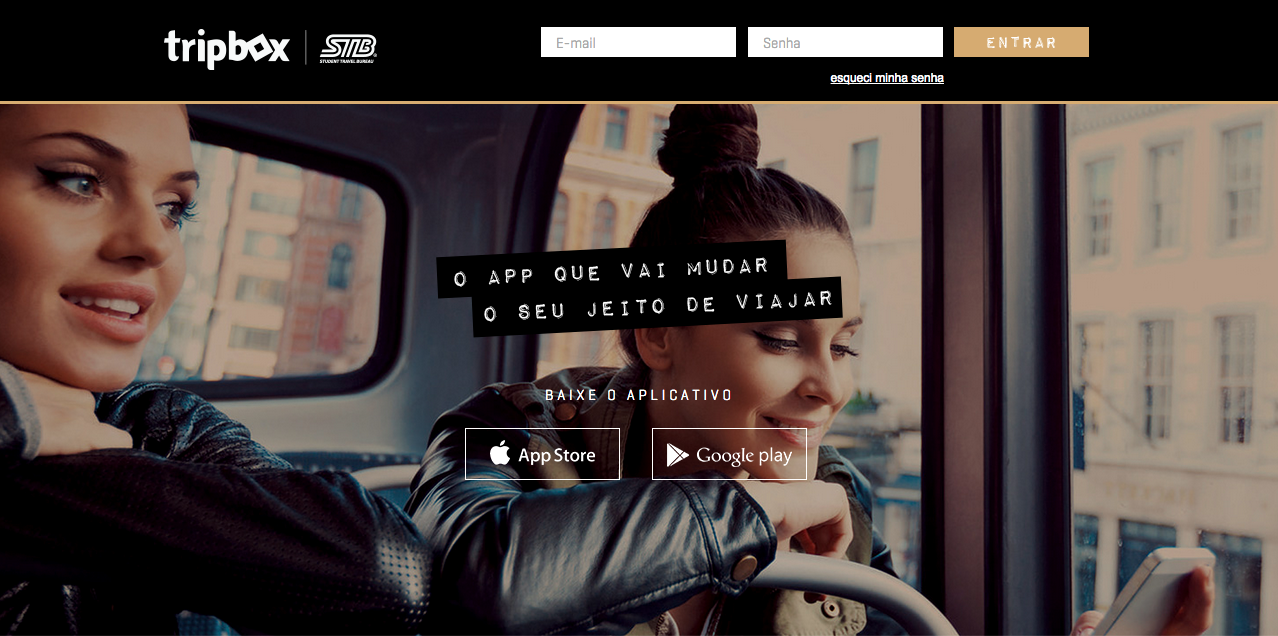 tripbox
STB
STUDENT TRAVEL BUREAU
E-mail
Senha
ENTRAR
esqueci minha senha
O APP QUE VAI MUDAR
O SEU JEITO DE VIAJAR
BAIXE O APLICATIVO
App Store
Google play